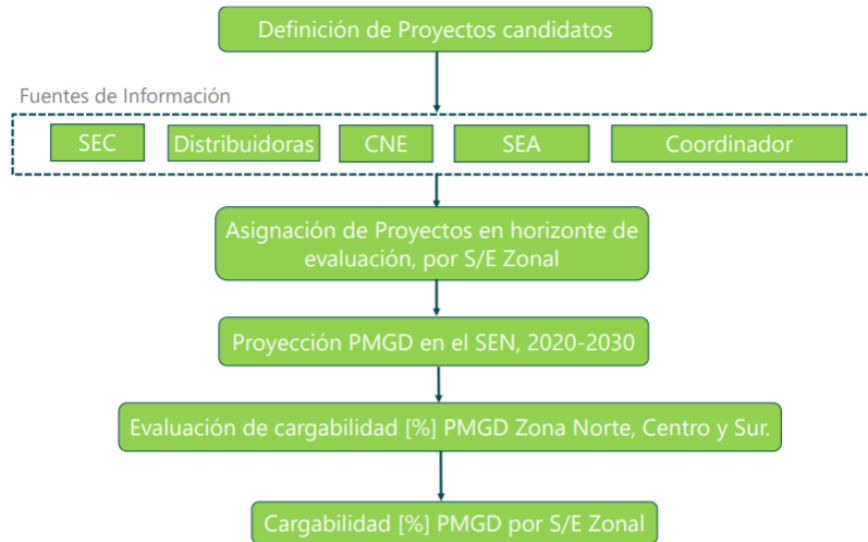 Definición de Proyectos candidatos
Fuentes de Información
SEC
Distribuidoras
CNE
SEA
Coordinador
Asignación de Proyectos en horizonte de
evaluación, por S/E Zonal
Proyección PMGD en el SEN, 2020-2030
Evaluación de cargabilidad [%] PMGD Zona Norte, Centro y Sur.
Cargabilidad [%] PMGD por S/E Zonal